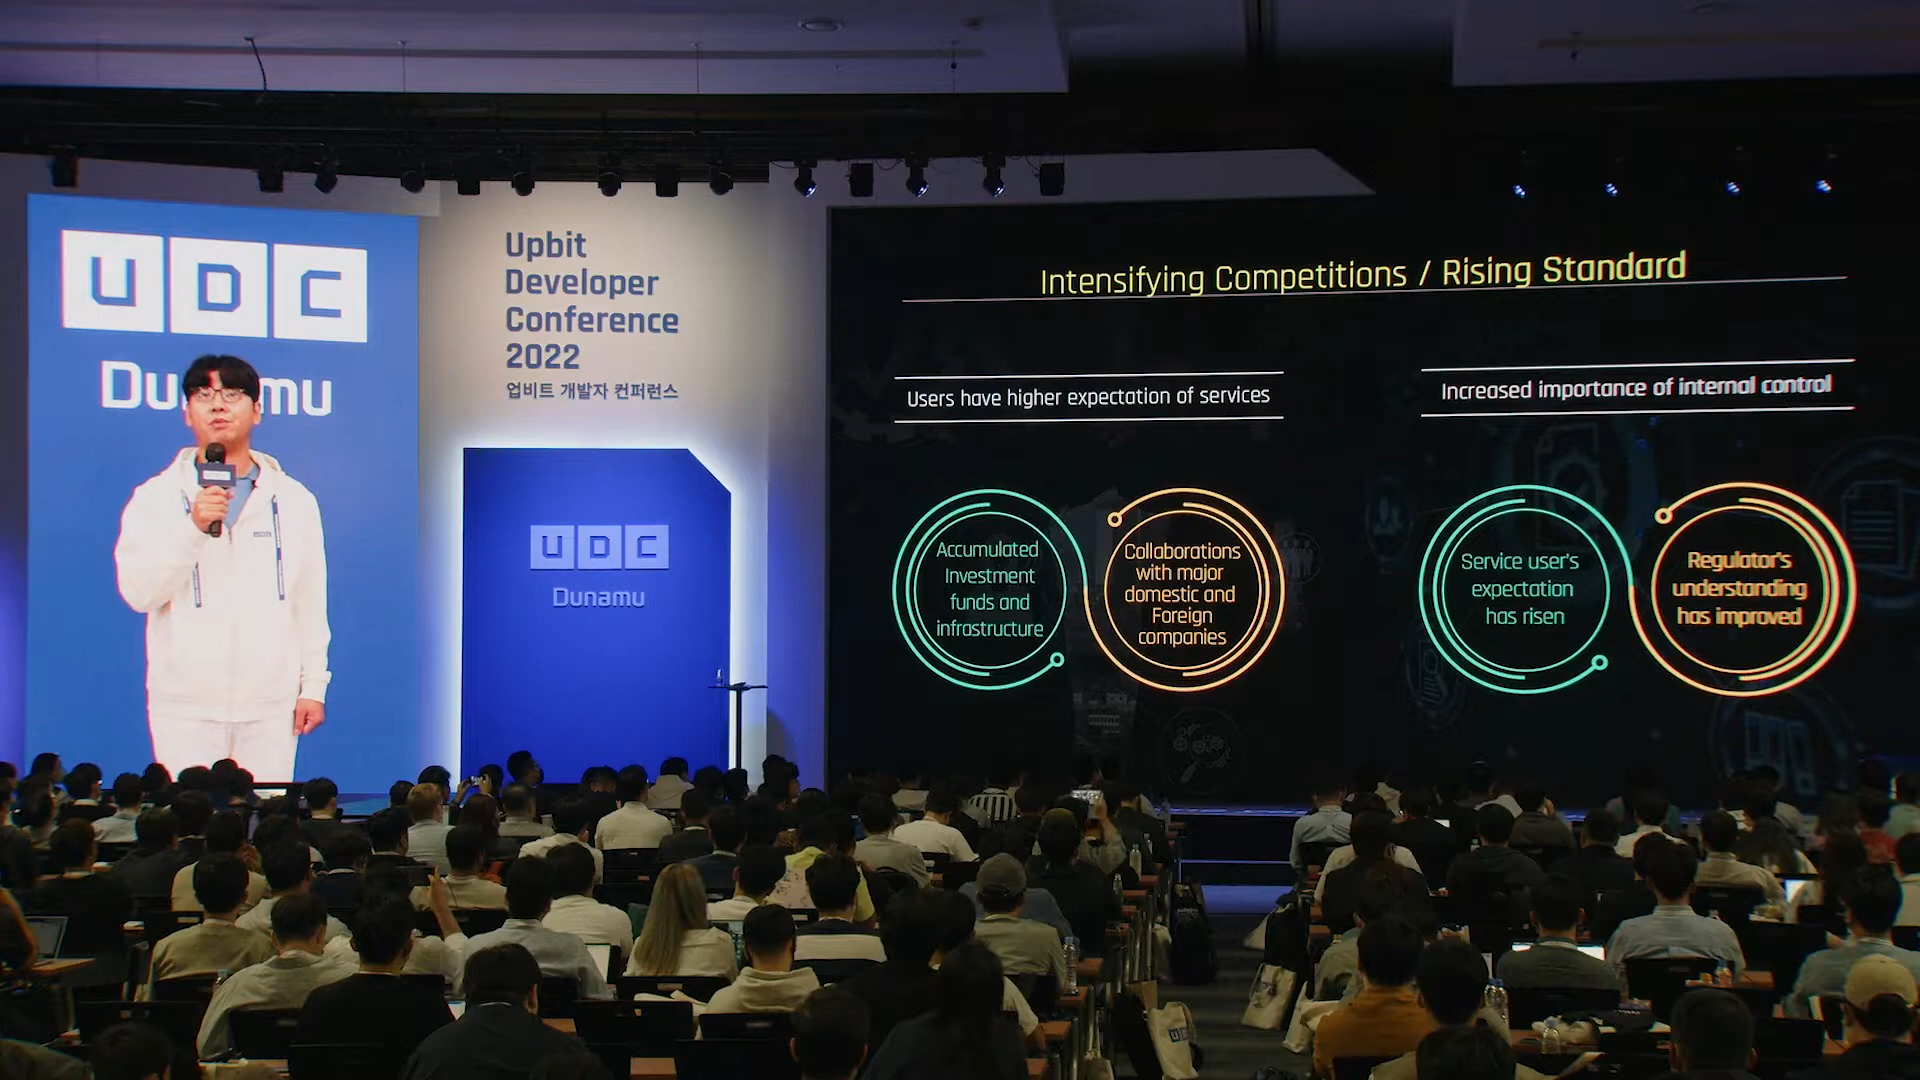 UDC
Dunamu
Upbit
Developer
Conference
2022
업비트 개발자 컨퍼런스
UDC
Dunamu
Intensifying Competitions / Rising Standard
Users have higher expectation of services
Accumulated
Investment
funds and
infrastructure
Collaborations
with major
domestic and
Foreign
companies
Increased importance of internal control
Service user's
expectation
has risen
Regulator's
understanding
has improved